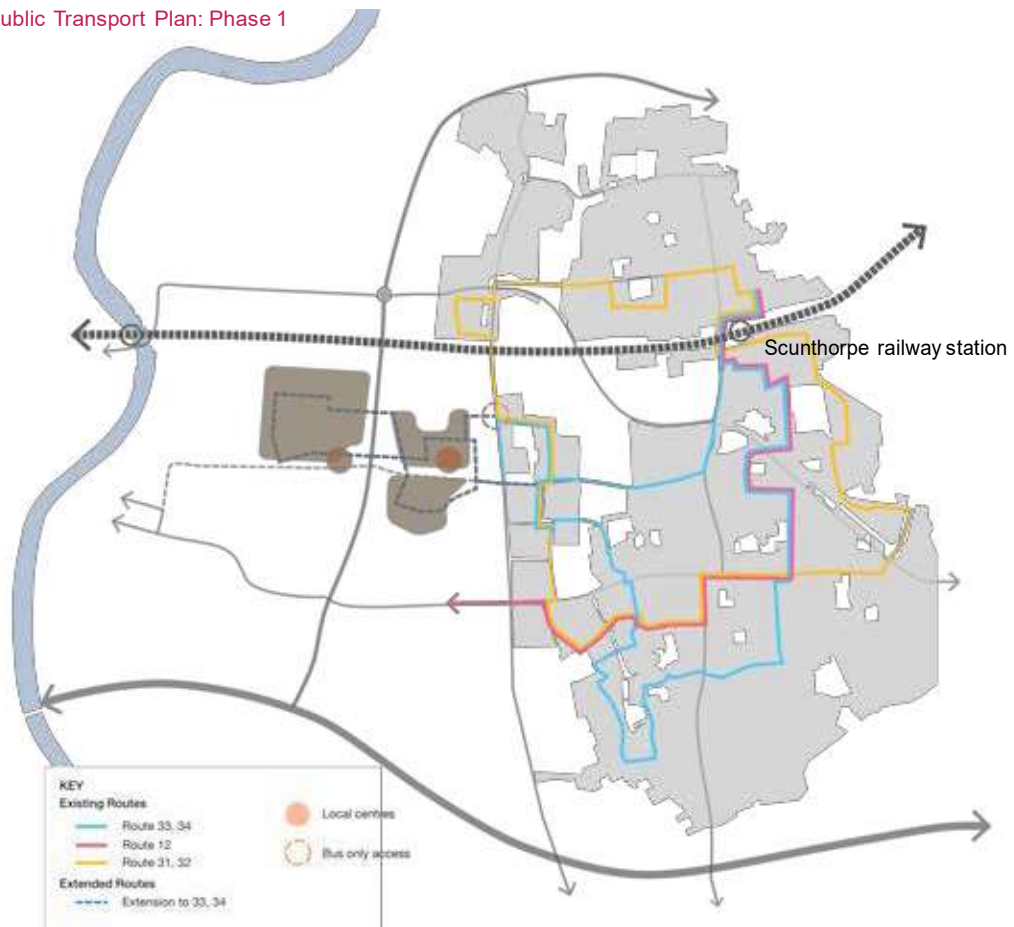 ublic Transport Plan: Phase 1
Scunthorpe railway station
KEY
Existing Routes
Route 33, 34
Route 12
Route 31, 32
Extended Routes
Extension to 33, 34
Local centres
Bus only access